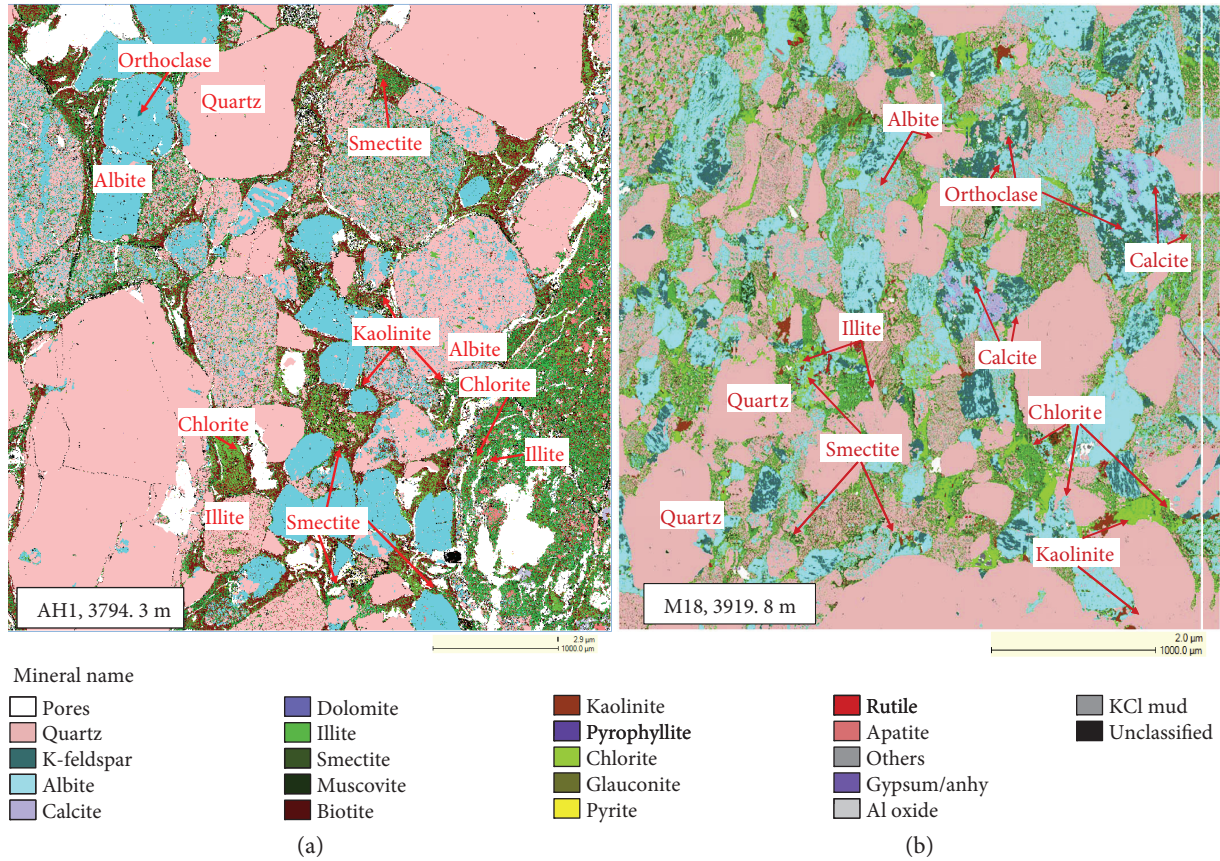 Orthoclase
Quartz
Smectite
Albite
Kaolinite
Albite
Chlorite
Chlorite
Illite
Illite
Smectite
AH1, 3794. 3 m
2.9 µm
1000.0 µm
Albite
Orthoclase
Calcite
Illite
Calcite
Quartz
Chlorite
Smectite
Quartz
Kaolinite
M18, 3919. 8 m
2.0 µm
1000.0 µm
Mineral name
Pores
Quartz
K-feldspar
Albite
Calcite
Dolomite
Illite
Smectite
Muscovite
Biotite
Kaolinite
Pyrophyllite
Chlorite
Glauconite
Pyrite
Rutile
Apatite
Others
Gypsum/anhy
Al oxide
KCl mud
Unclassified
(a)
(b)